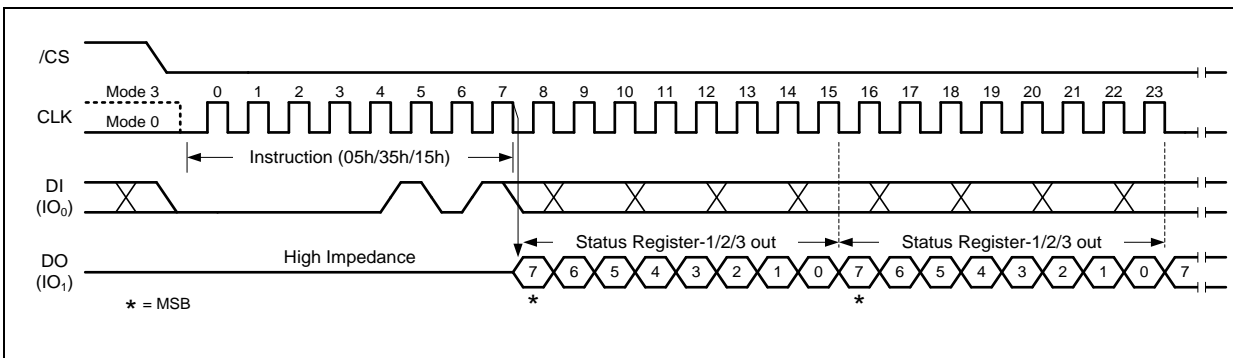 /CS
Mode 3 0 1 2 3 4 5 6 7 8 9 10 11 12 13 14 15 16 17 18 19 20 21 22 23
CLK
Mode 0
Instruction (05h/35h/15h)
DI
(IO₀)
Status Register-1/2/3 out Status Register-1/2/3 out
High Impedance
DO
(IO₁)
7 6 5 4 3 2 1 0 7 6 5 4 3 2 1 0 7
* *
* = MSB